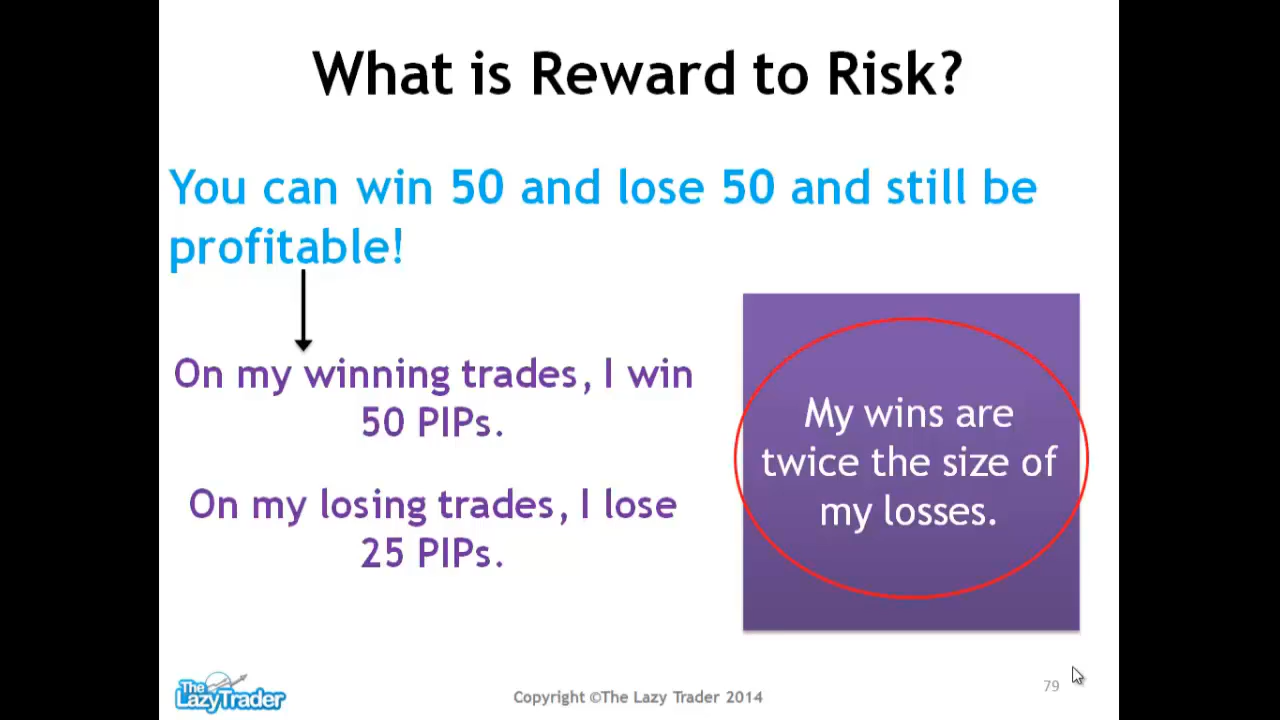 What is Reward to Risk?
You can win 50 and lose 50 and still be
profitable!
On my winning trades, I win
50 PIPs.
On my losing trades, I lose
25 PIPs.
My wins are
twice the size of
my losses.
The
LazyTrader
Copyright ©The Lazy Trader 2014
79